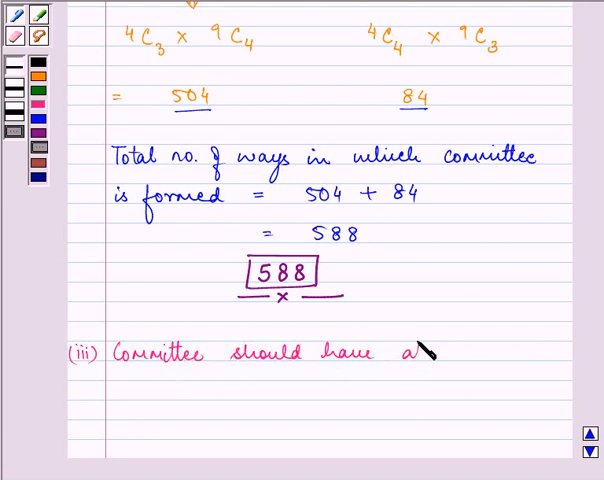 ⁴C₃ × ⁹C₄ ⁴C₄ × ⁹C₃
= 504 84
Total no. of ways in which committee
is formed = 504 + 84
= 588
588
x
(iii) Committee should have a